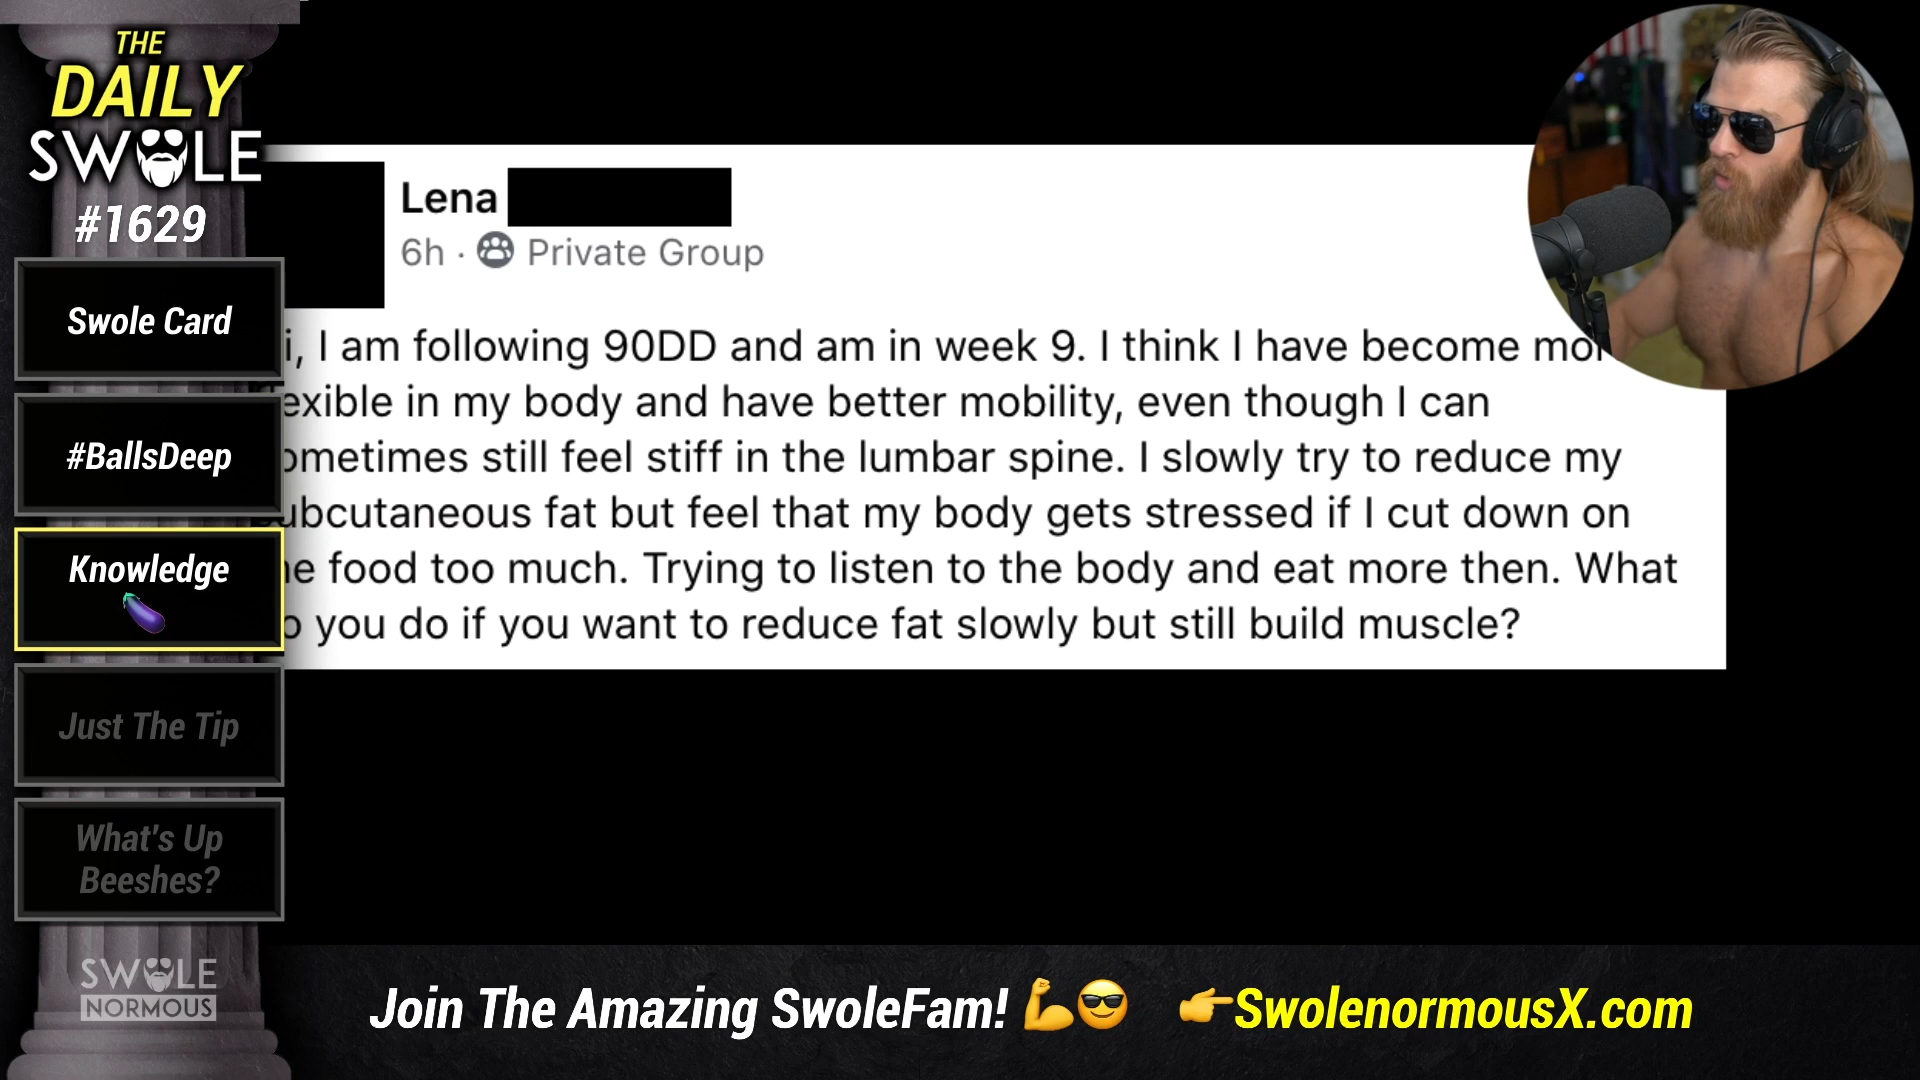 THE
DAILY
SWOLE
#1629
Swole Card
#BallsDeep
Knowledge
Just The Tip
What's Up
Beeshes?
SWOLE
NORMOUS
Lena
6h · Private Group
i, I am following 90DD and am in week 9. I think I have become mor
exible in my body and have better mobility, even though I can
ometimes still feel stiff in the lumbar spine. I slowly try to reduce my
ubcutaneous fat but feel that my body gets stressed if I cut down on
e food too much. Trying to listen to the body and eat more then. What
o you do if you want to reduce fat slowly but still build muscle?
Join The Amazing SwoleFam! 💪😎 👉SwolenormousX.com